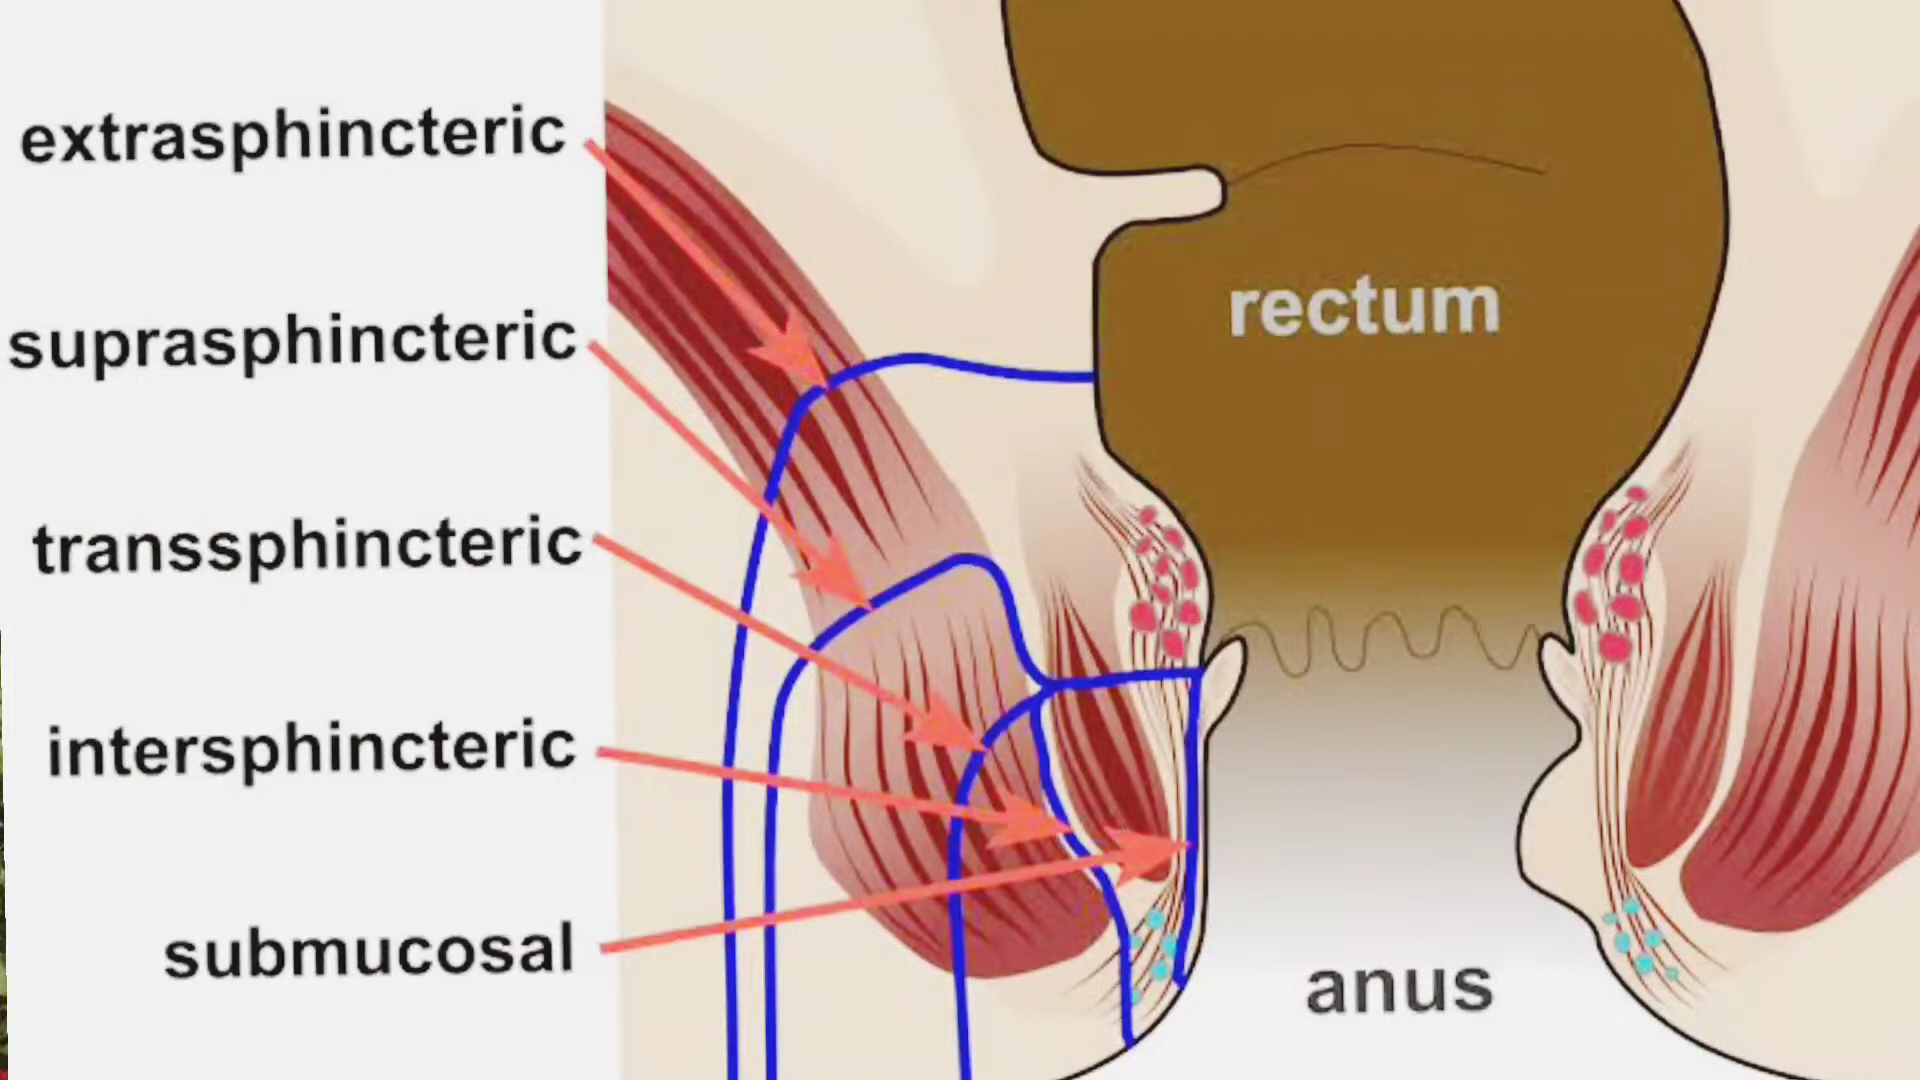 extrasphincteric
suprasphincteric
transsphincteric
intersphincteric
submucosal
rectum
anus